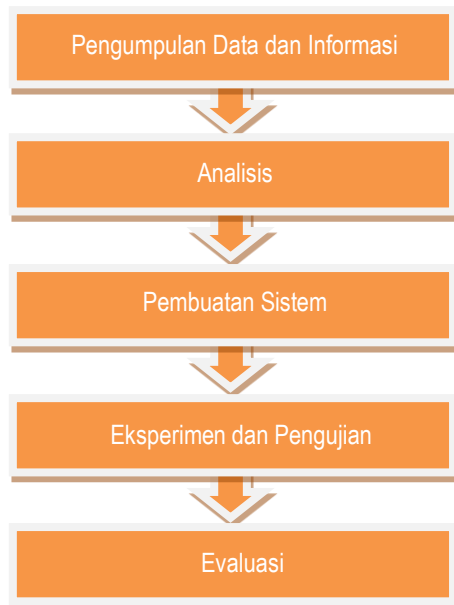 Pengumpulan Data dan Informasi
Analisis
Pembuatan Sistem
Eksperimen dan Pengujian
Evaluasi